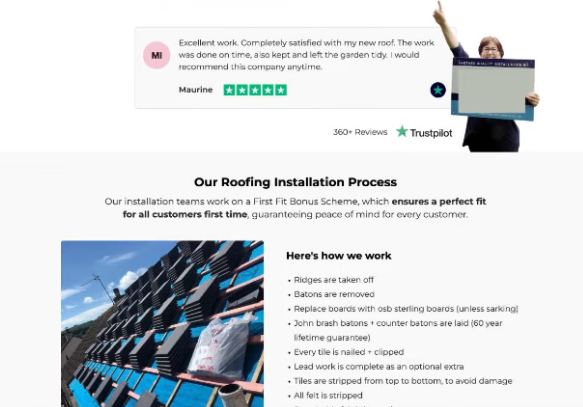 Excellent work. Completely satisfied with my new roof. The work
was done on time, also kept and left the garden tidy. I would
recommend this company anytime.
MI
Maurine
360+ Reviews
Trustpilot
Our Roofing Installation Process
Our installation teams work on a First Fit Bonus Scheme, which ensures a perfect fit
for all customers first time, guaranteeing peace of mind for every customer.
Here's how we work
• Ridges are taken off
• Batons are removed
• Replace boards with osb sterling boards (unless sarking)
• John brash batons + counter batons are laid (60 year
lifetime guarantee)
• Every tile is nailed + clipped
• Lead work is complete as an optional extra
• Tiles are stripped from top to bottom, to avoid damage
• All felt is stripped